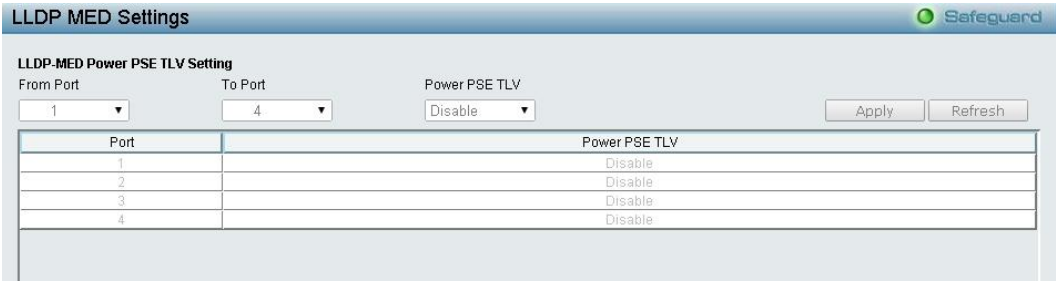 LLDP MED Settings Safeguard
LLDP-MED Power PSE TLV Setting
From Port To Port Power PSE TLV
1 4 Disable Apply Refresh
Port Power PSE TLV
1 Disable
2 Disable
3 Disable
4 Disable